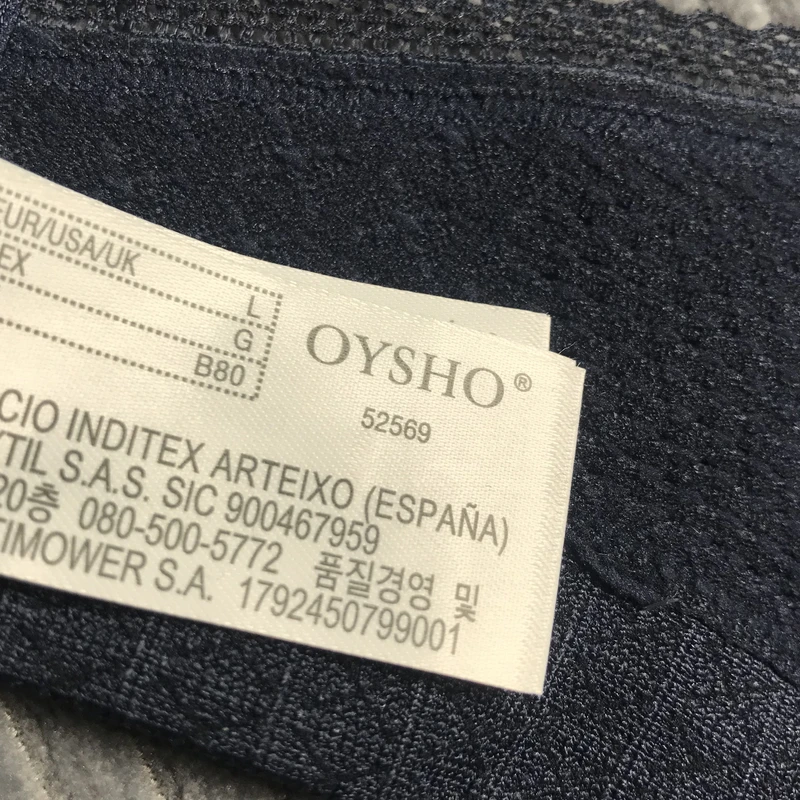 EUR/USA/UK L
EX G
B80
OYSHO®
52569
CIO INDITEX ARTEIXO (ESPAÑA)
TIL S.A.S. SIC 900467959
20층 080-500-5772 품질경영 및
TIMOWER S.A. 1792450799001